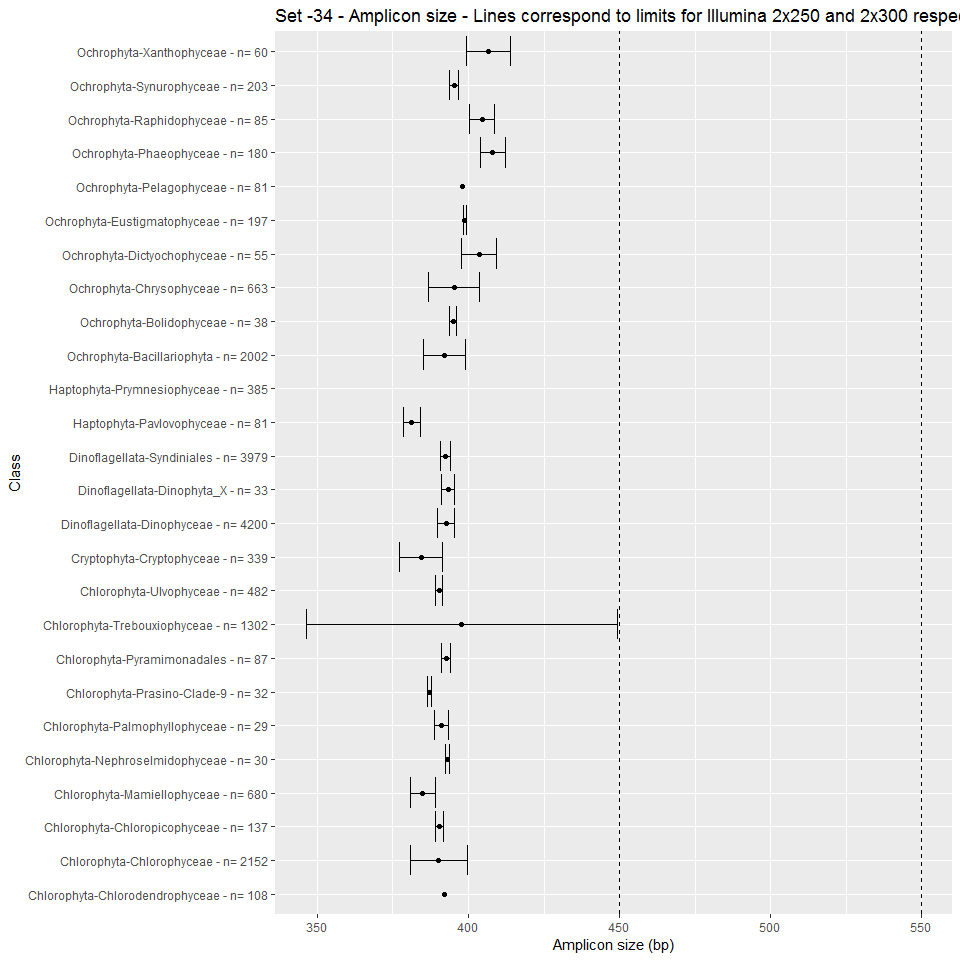 Set -34 - Amplicon size - Lines correspond to limits for Illumina 2x250 and 2x300 respec
Ochrophyta-Xanthophyceae - n= 60
Ochrophyta-Synurophyceae - n= 203
Ochrophyta-Raphidophyceae - n= 85
Ochrophyta-Phaeophyceae - n= 180
Ochrophyta-Pelagophyceae - n= 81
Ochrophyta-Eustigmatophyceae - n= 197
Ochrophyta-Dictyochophyceae - n= 55
Ochrophyta-Chrysophyceae - n= 663
Ochrophyta-Bolidophyceae - n= 38
Ochrophyta-Bacillariophyta - n= 2002
Haptophyta-Prymnesiophyceae - n= 385
Haptophyta-Pavlovophyceae - n= 81
Dinoflagellata-Syndiniales - n= 3979
Dinoflagellata-Dinophyta_X - n= 33
Dinoflagellata-Dinophyceae - n= 4200
Cryptophyta-Cryptophyceae - n= 339
Chlorophyta-Ulvophyceae - n= 482
Chlorophyta-Trebouxiophyceae - n= 1302
Chlorophyta-Pyramimonadales - n= 87
Chlorophyta-Prasino-Clade-9 - n= 32
Chlorophyta-Palmophyllophyceae - n= 29
Chlorophyta-Nephroselmidophyceae - n= 30
Chlorophyta-Mamiellophyceae - n= 680
Chlorophyta-Chloropicophyceae - n= 137
Chlorophyta-Chlorophyceae - n= 2152
Chlorophyta-Chlorodendrophyceae - n= 108
Class
350 400 450 500 550
Amplicon size (bp)